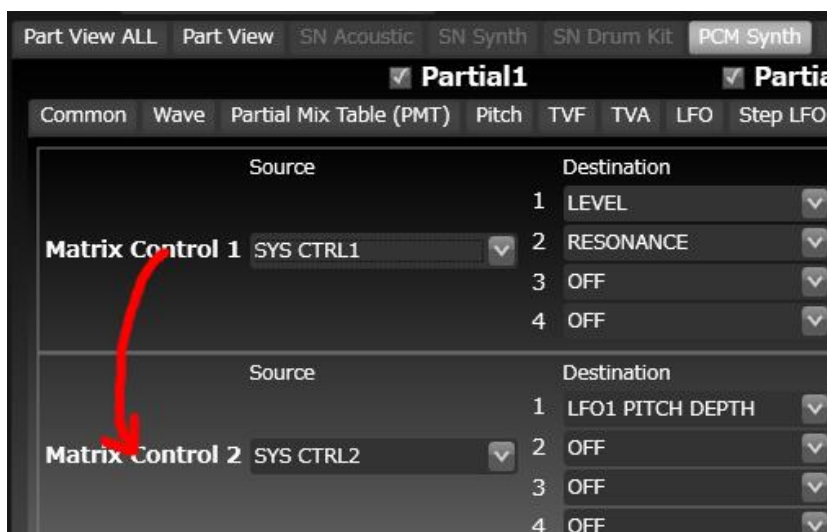 Part View ALL Part View SN Acoustic SN Synth SN Drum Kit PCM Synth
Partial1
Common Wave Partial Mix Table (PMT) Pitch TVF TVA LFO Step LFO
Source Destination
1 LEVEL
Matrix Control 1 SYS CTRL1 2 RESONANCE
3 OFF
4 OFF
Source Destination
1 LFO1 PITCH DEPTH
Matrix Control 2 SYS CTRL2 2 OFF
3 OFF
4 OFF